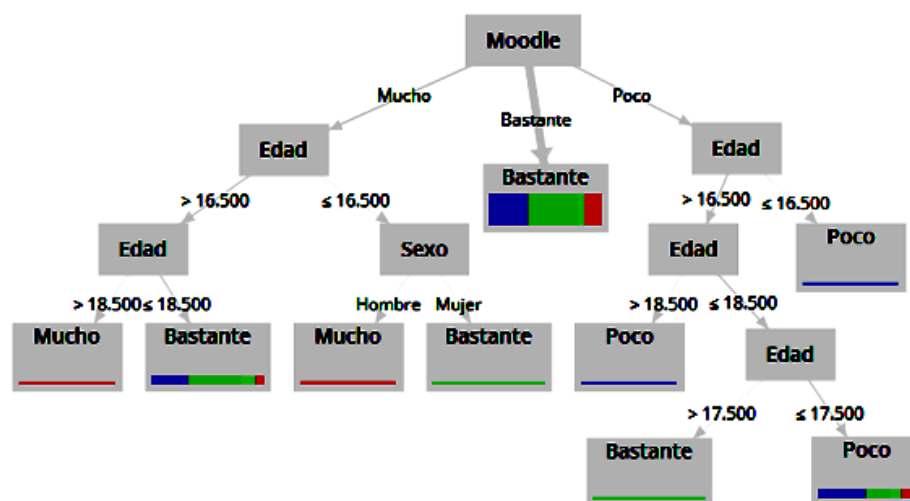 Moodle
Mucho
Bastante
Poco
Edad
Bastante
Edad
> 16.500
≤ 16.500
> 16.500
≤ 16.500
Edad
Sexo
Edad
Poco
> 18.500
≤ 18.500
Hombre
Mujer
> 18.500
≤ 18.500
Mucho
Bastante
Mucho
Bastante
Poco
Edad
> 17.500
≤ 17.500
Bastante
Poco